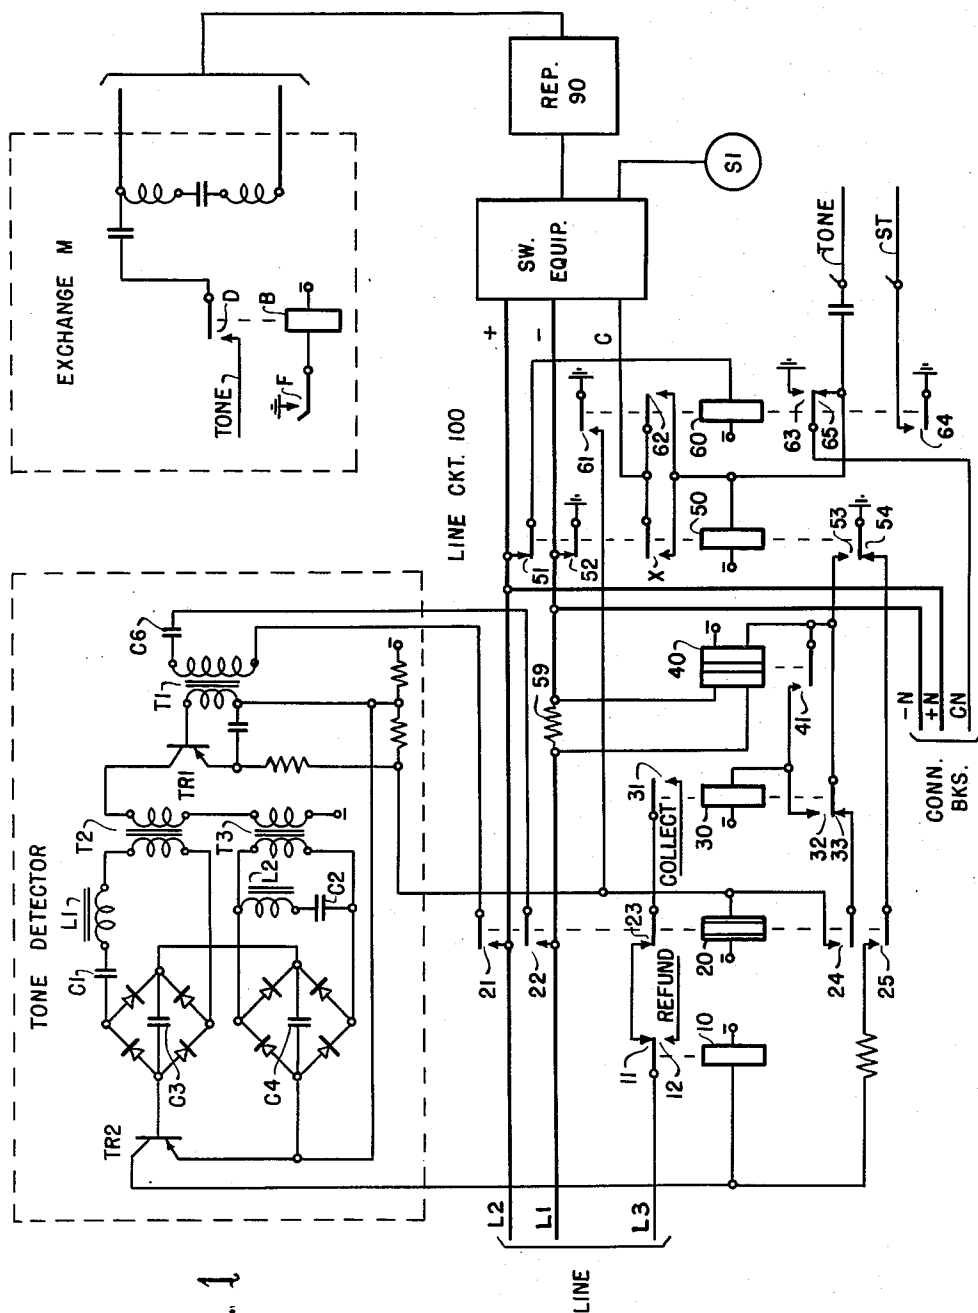 EXCHANGE M
TONE
D
B
F
REP.
90
SW.
EQUIP.
S1
TONE DETECTOR
C1
L1
T2
TR1
T1
C6
C3
C4
L2
T3
C2
TR2
LINE CKT. 100
+
-
C
L2
L1
L3
LINE
21
22
11
12
REFUND
10
23
20
24
25
COLLECT
31
30
32
33
59
40
41
51
52
X
50
53
54
61
62
60
63
65
64
TONE
ST
-N
+N
CN
CONN.
BKS.
. 1